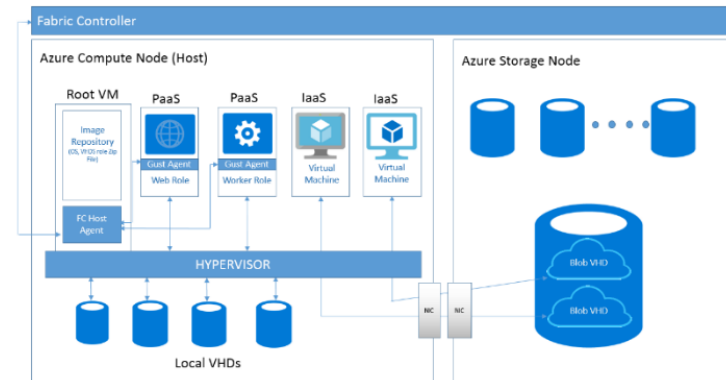 Fabric Controller
Azure Compute Node (Host)
Azure Storage Node
Root VM
PaaS
PaaS
IaaS
IaaS
Image
Repository
(OS, VHDS role Zip
File)
Gust Agent
Web Role
Gust Agent
Worker Role
Virtual
Machine
Virtual
Machine
FC Host
Agent
HYPERVISOR
Blob VHD
Blob VHD
NIC
NIC
Local VHDs